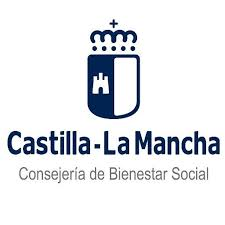 Castilla-La Mancha
Consejería de Bienestar Social